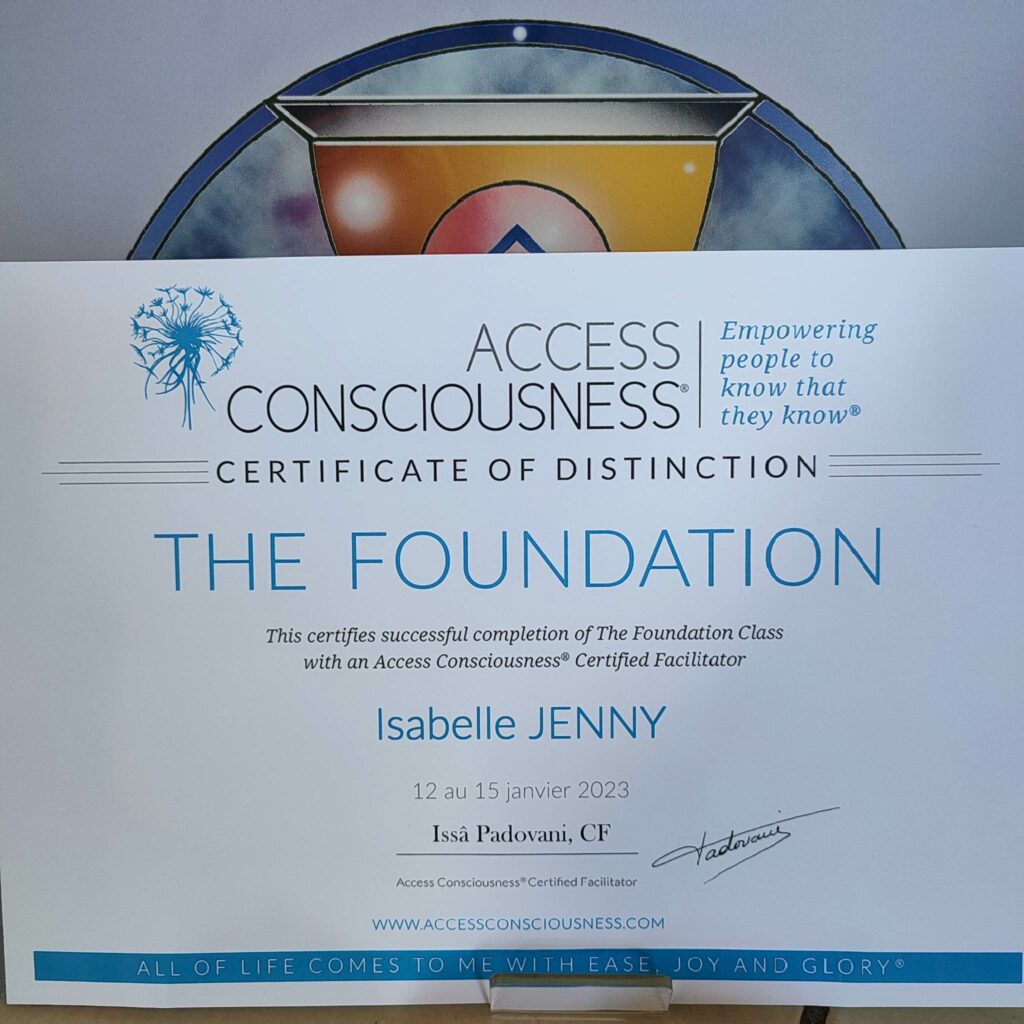 ACCESS
CONSCIOUSNESS®
Empowering
people to
know that
they know®
CERTIFICATE OF DISTINCTION
THE FOUNDATION
This certifies successful completion of The Foundation Class
with an Access Consciousness® Certified Facilitator
Isabelle JENNY
12 au 15 janvier 2023
Issâ Padovani, CF
Padovani
Access Consciousness® Certified Facilitator
WWW.ACCESSCONSCIOUSNESS.COM
ALL OF LIFE COMES TO ME WITH EASE, JOY AND GLORY®